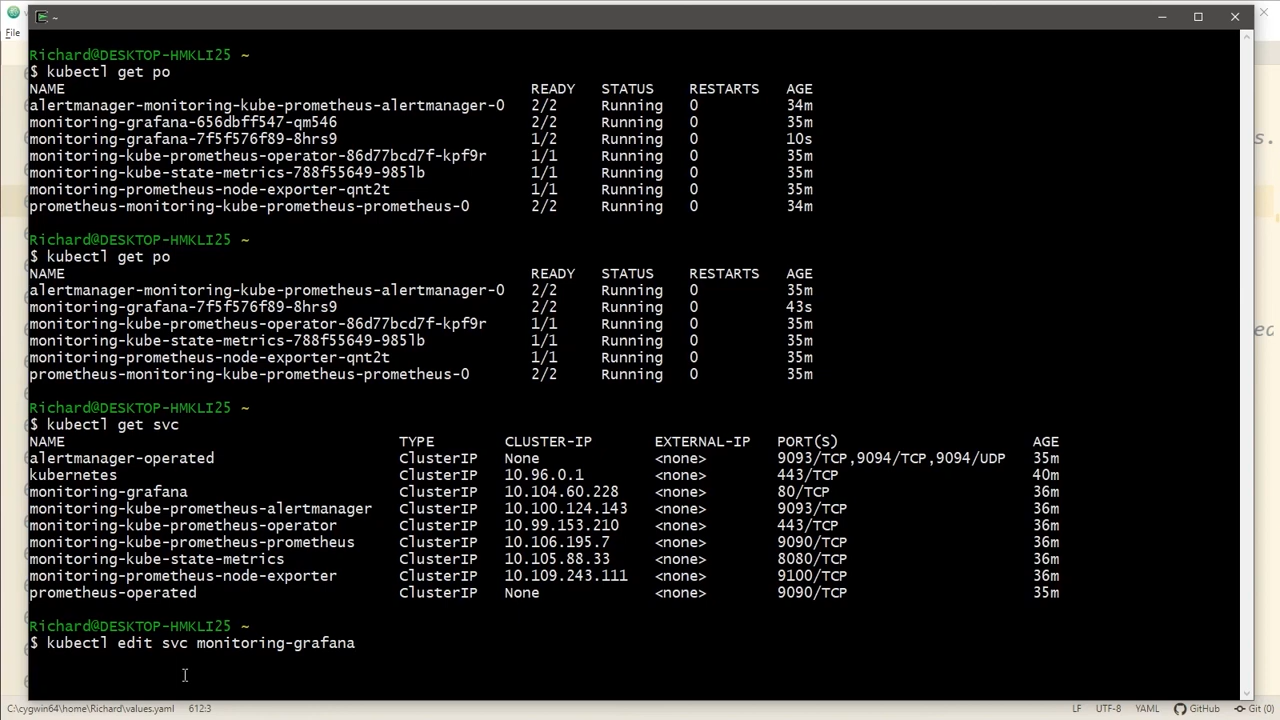 ~
File
Richard@DESKTOP-HMKLI25 ~
$ kubectl get po
NAME READY STATUS RESTARTS AGE
alertmanager-monitoring-kube-prometheus-alertmanager-0 2/2 Running 0 34m
monitoring-grafana-656dbff547-qm546 2/2 Running 0 35m
monitoring-grafana-7f5f576f89-8hrs9 1/2 Running 0 10s
monitoring-kube-prometheus-operator-86d77bcd7f-kpf9r 1/1 Running 0 35m
monitoring-kube-state-metrics-788f55649-985lb 1/1 Running 0 35m
monitoring-prometheus-node-exporter-qnt2t 1/1 Running 0 35m
prometheus-monitoring-kube-prometheus-prometheus-0 2/2 Running 0 34m
Richard@DESKTOP-HMKLI25 ~
$ kubectl get po
NAME READY STATUS RESTARTS AGE
alertmanager-monitoring-kube-prometheus-alertmanager-0 2/2 Running 0 35m
monitoring-grafana-7f5f576f89-8hrs9 2/2 Running 0 43s
monitoring-kube-prometheus-operator-86d77bcd7f-kpf9r 1/1 Running 0 35m
monitoring-kube-state-metrics-788f55649-985lb 1/1 Running 0 35m
monitoring-prometheus-node-exporter-qnt2t 1/1 Running 0 35m
prometheus-monitoring-kube-prometheus-prometheus-0 2/2 Running 0 35m
Richard@DESKTOP-HMKLI25 ~
$ kubectl get svc
NAME TYPE CLUSTER-IP EXTERNAL-IP PORT(S) AGE
alertmanager-operated ClusterIP None <none> 9093/TCP,9094/TCP,9094/UDP 35m
kubernetes ClusterIP 10.96.0.1 <none> 443/TCP 40m
monitoring-grafana ClusterIP 10.104.60.228 <none> 80/TCP 36m
monitoring-kube-prometheus-alertmanager ClusterIP 10.100.124.143 <none> 9093/TCP 36m
monitoring-kube-prometheus-operator ClusterIP 10.99.153.210 <none> 443/TCP 36m
monitoring-kube-prometheus-prometheus ClusterIP 10.106.195.7 <none> 9090/TCP 36m
monitoring-kube-state-metrics ClusterIP 10.105.88.33 <none> 8080/TCP 36m
monitoring-prometheus-node-exporter ClusterIP 10.109.243.111 <none> 9100/TCP 36m
prometheus-operated ClusterIP None <none> 9090/TCP 35m
Richard@DESKTOP-HMKLI25 ~
$ kubectl edit svc monitoring-grafana
C:\cygwin64\home\Richard\values.yaml 612:3 LF UTF-8 YAML GitHub Git (0)